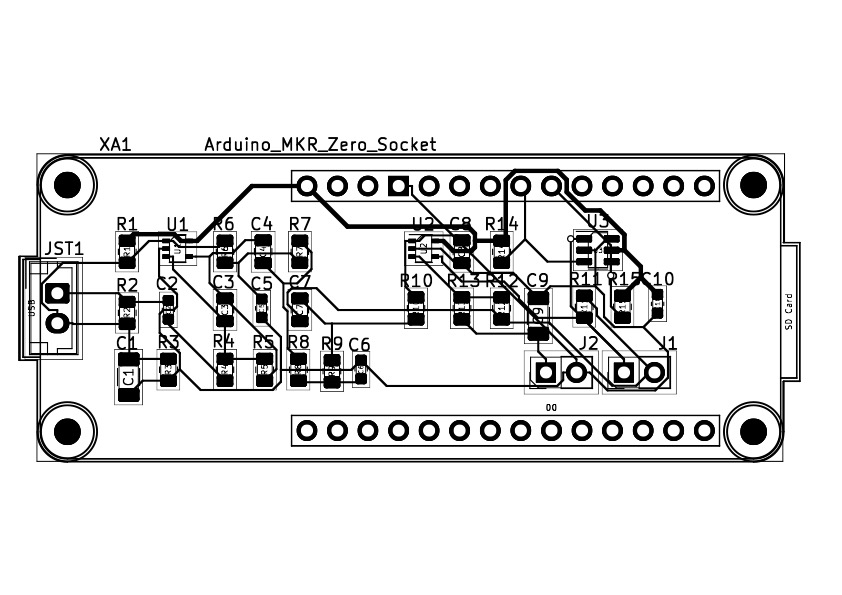 XA1 Arduino_MKR_Zero_Socket
R1 U1 R6 C4 R7 U2 C8 R14 U3
JST1
R2 C2 C3 C5 C7 R10 R13 R12 C9 R11 R15 C10
USB
SD Card
C1 R3 R4 R5 R8 R9 C6 J2 J1
C1